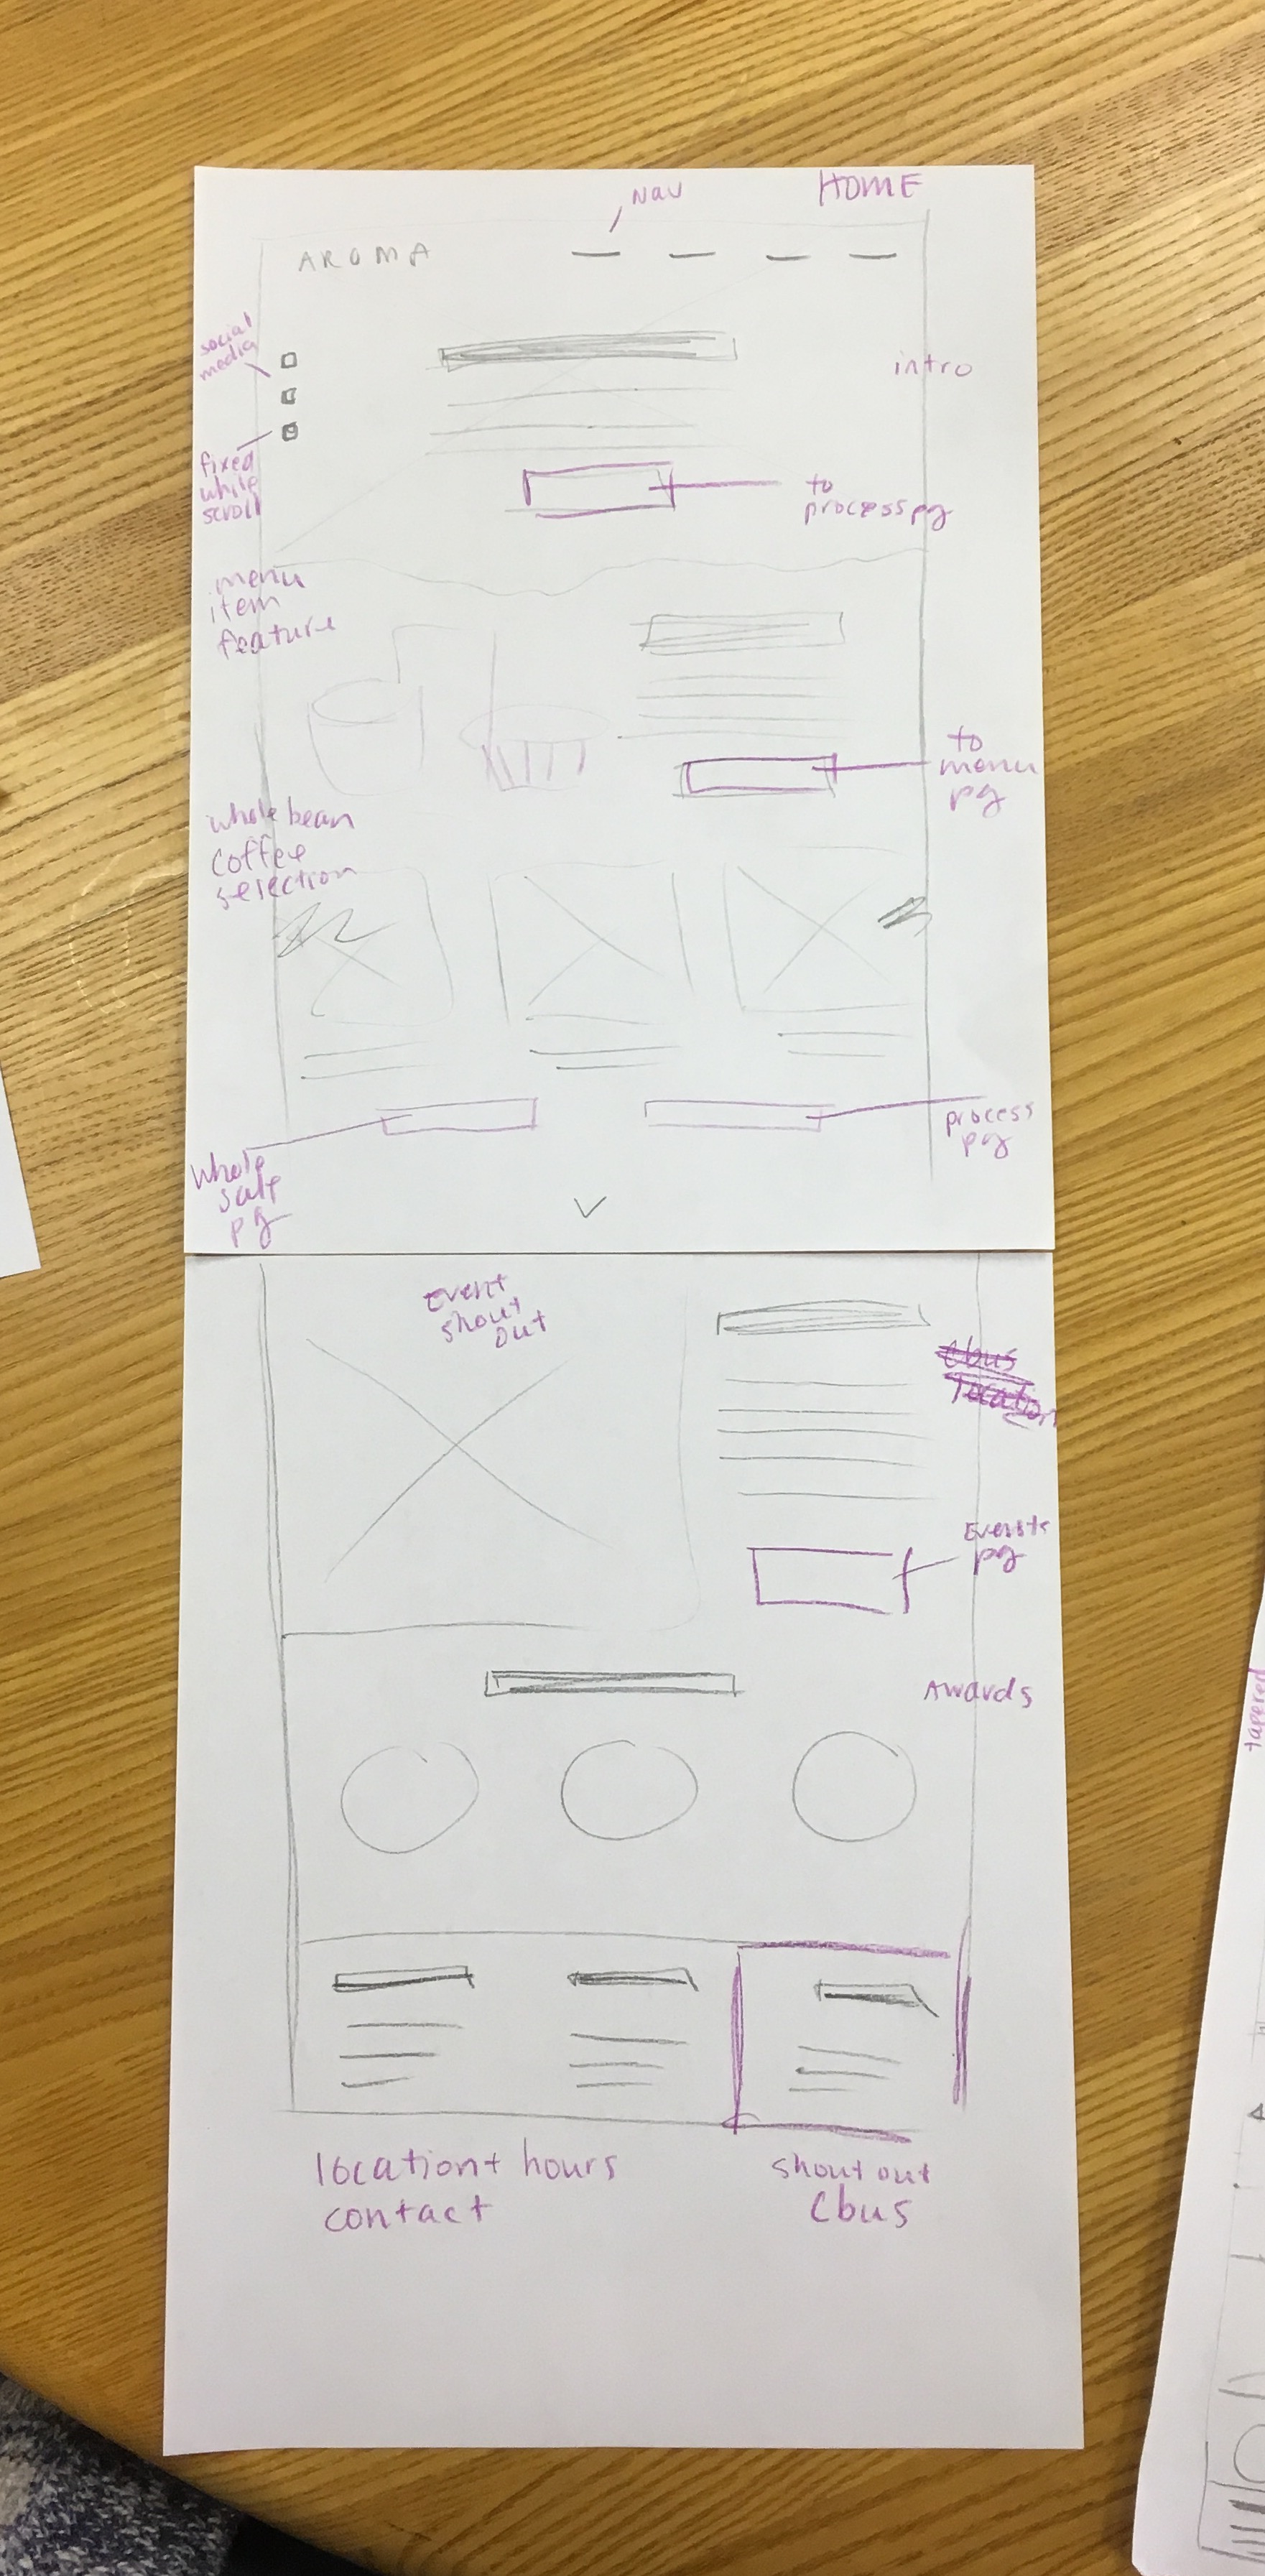 Nav
HOME
AROMA
social
media
intro
fixed
while
scroll
to
process pg
menu
item
feature
to
menu
pg
whole bean
coffee
selection
process
pg
Whole
sale
pg
Event
shout
out
cbus
location
Events
pg
Awards
tapered
location + hours
contact
shout out
Cbus